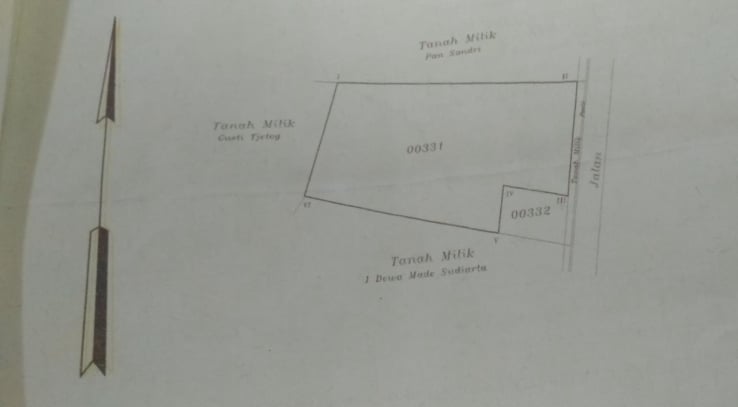 Tanah Milik
Pan Sandri
I
II
Tanah Milik
Gusti Tjetog
00331
Tanah Milik
Jalan
VI
IV
III
00332
V
Tanah Milik
I Dewa Made Sudiarta